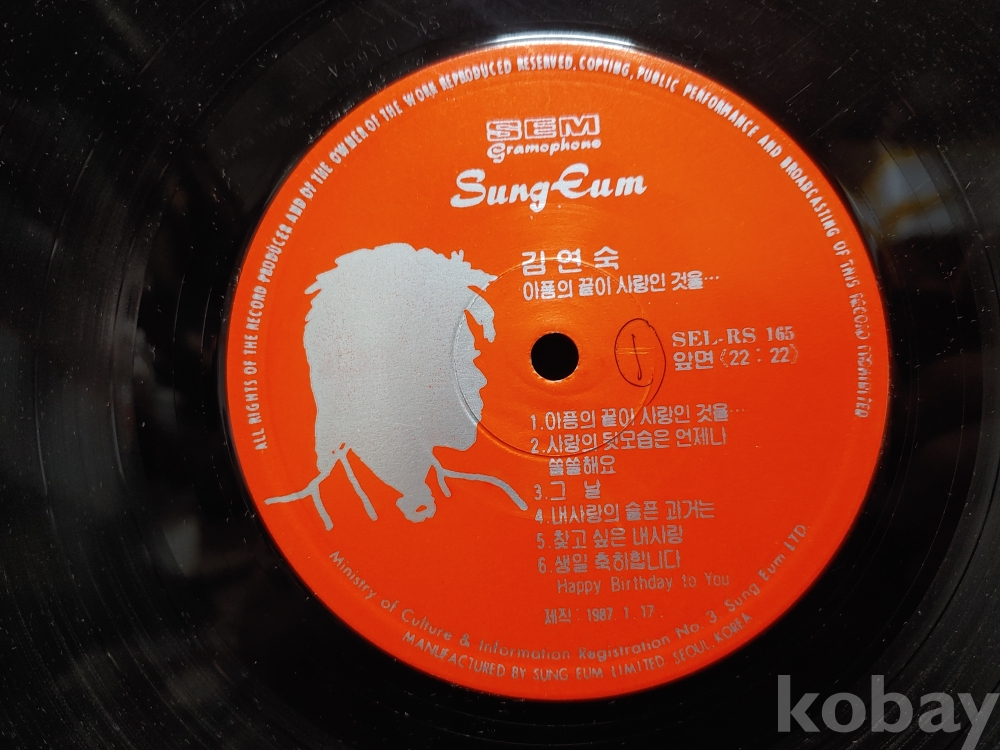 ALL RIGHTS OF THE RECORD PRODUCER AND OF THE OWNER OF THE WORK REPRODUCED RESERVED, COPYING, PUBLIC PERFORMANCE AND BROADCASTING OF THIS RECORD PROHIBITED
SEM
Gramophone
Sung Eum
김 연 숙
아픔의 끝이 사랑인 것을…
SEL-RS 165
앞면 《22 : 22》
1.아픔의 끝이 사랑인 것을…
2.사랑의 뒷모습은 언제나
쓸쓸해요
3.그 날
4.내사랑의 슬픈 과거는
5.찾고 싶은 내사랑
6.생일 축하합니다
Happy Birthday to You
제작 : 1987. 1. 17.
Ministry of Culture & Information Registration No. 3. Sung Eum LTD.
MANUFACTURED BY SUNG EUM LIMITED. SEOUL, KOREA
kobay